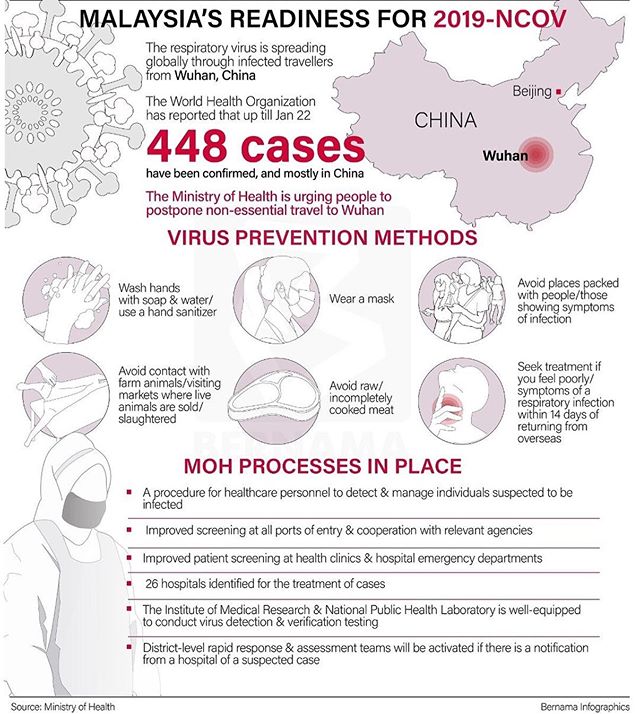 MALAYSIA'S READINESS FOR 2019-NCOV
The respiratory virus is spreading
globally through infected travellers
from Wuhan, China
The World Health Organization
has reported that up till Jan 22
448 cases
have been confirmed, and mostly in China
The Ministry of Health is urging people to
postpone non-essential travel to Wuhan
Beijing
CHINA
Wuhan
VIRUS PREVENTION METHODS
Wash hands
with soap & water/
use a hand sanitizer
Wear a mask
Avoid places packed
with people/those
showing symptoms
of infection
Avoid contact with
farm animals/visiting
markets where live
animals are sold/
slaughtered
Avoid raw/
incompletely
cooked meat
Seek treatment if
you feel poorly/
symptoms of a
respiratory infection
within 14 days of
returning from
overseas
BERNAMA
MOH PROCESSES IN PLACE
A procedure for healthcare personnel to detect & manage individuals suspected to be
infected
Improved screening at all ports of entry & cooperation with relevant agencies
Improved patient screening at health clinics & hospital emergency departments
26 hospitals identified for the treatment of cases
The Institute of Medical Research & National Public Health Laboratory is well-equipped
to conduct virus detection & verification testing
District-level rapid response & assessment teams will be activated if there is a notification
from a hospital of a suspected case
Source: Ministry of Health
Bernama Infographics